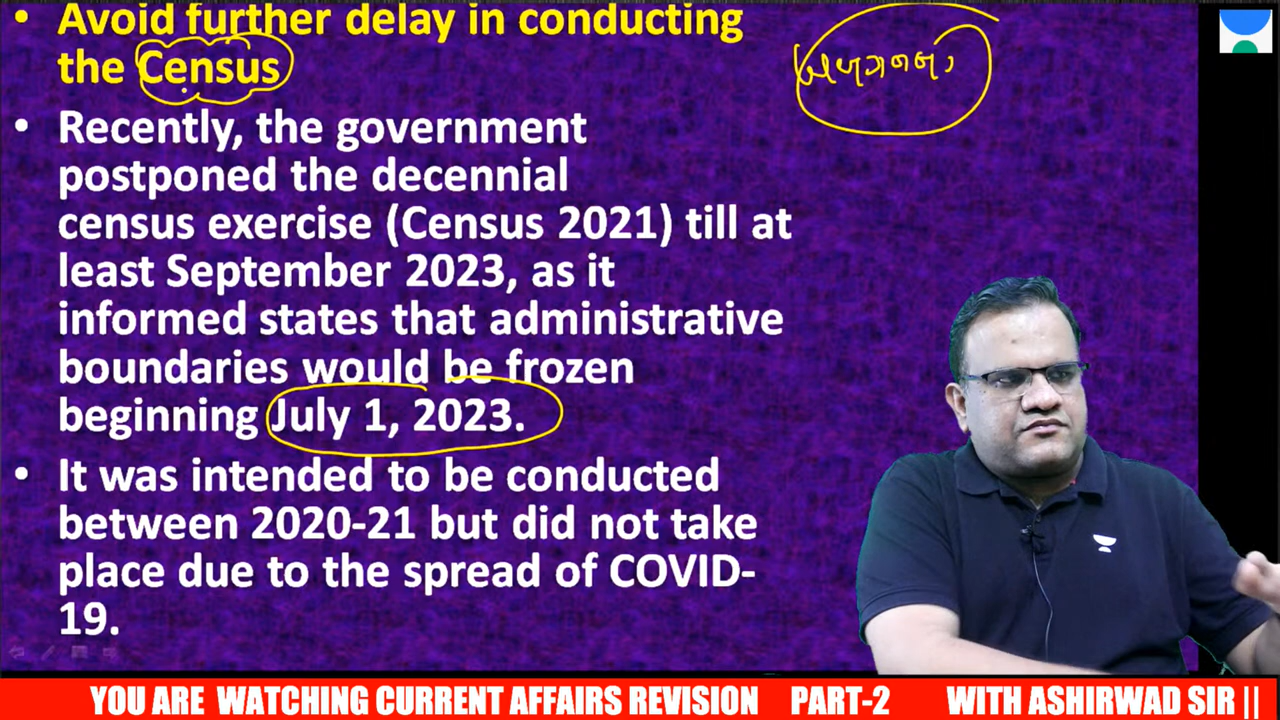 • Avoid further delay in conducting
the Census
• Recently, the government
postponed the decennial
census exercise (Census 2021) till at
least September 2023, as it
informed states that administrative
boundaries would be frozen
beginning July 1, 2023.
• It was intended to be conducted
between 2020-21 but did not take
place due to the spread of COVID-
19.
YOU ARE WATCHING CURRENT AFFAIRS REVISION PART-2 WITH ASHIRWAD SIR ||